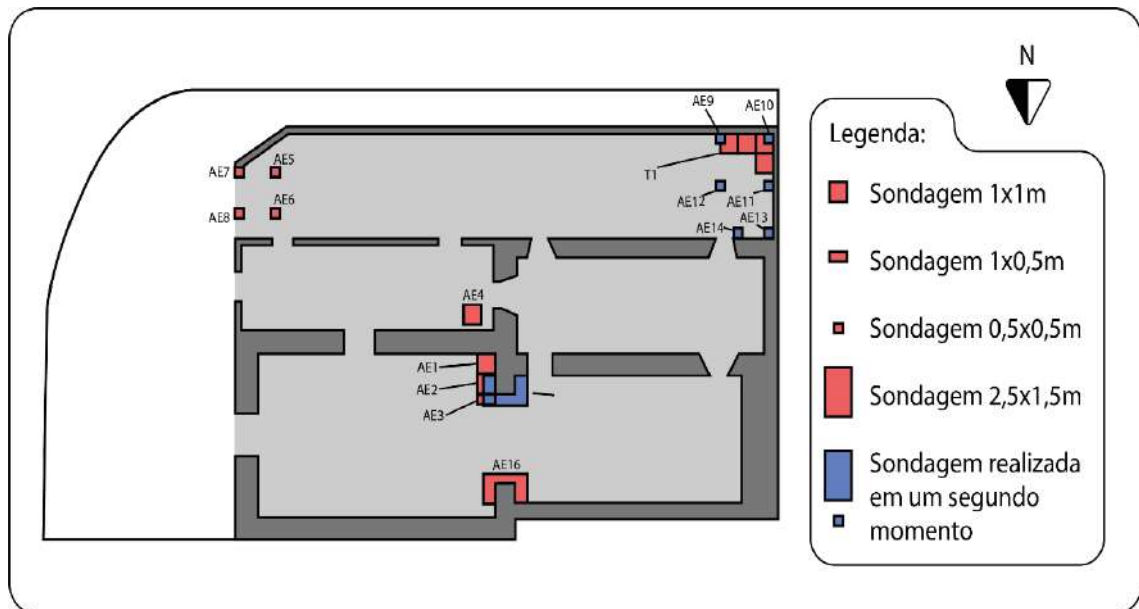 N
AE9
AE10
Legenda:
AE7
AE5
T1
Sondagem 1x1m
AE8
AE6
AE12
AE11
AE14
AE13
Sondagem 1x0,5m
AE4
Sondagem 0,5x0,5m
AE1
AE2
AE3
Sondagem 2,5x1,5m
AE16
Sondagem realizada
em um segundo
momento